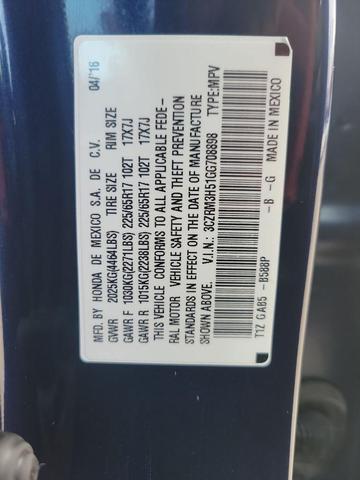 MFD. BY HONDA DE MEXICO S.A. DE C.V. 04/16
GVWR 2025KG(4464LBS) TIRE SIZE RIM SIZE
GAWR F 1030KG(2271LBS) 225/65R17 102T 17X7J
GAWR R 1015KG(2238LBS) 225/65R17 102T 17X7J
THIS VEHICLE CONFORMS TO ALL APPLICABLE FEDE-
RAL MOTOR VEHICLE SAFETY AND THEFT PREVENTION
STANDARDS IN EFFECT ON THE DATE OF MANUFACTURE
SHOWN ABOVE. V.I.N.: 3CZRM3H51GG708898 TYPE:MPV
T1Z GAB5 -B588P -B -G MADE IN MEXICO